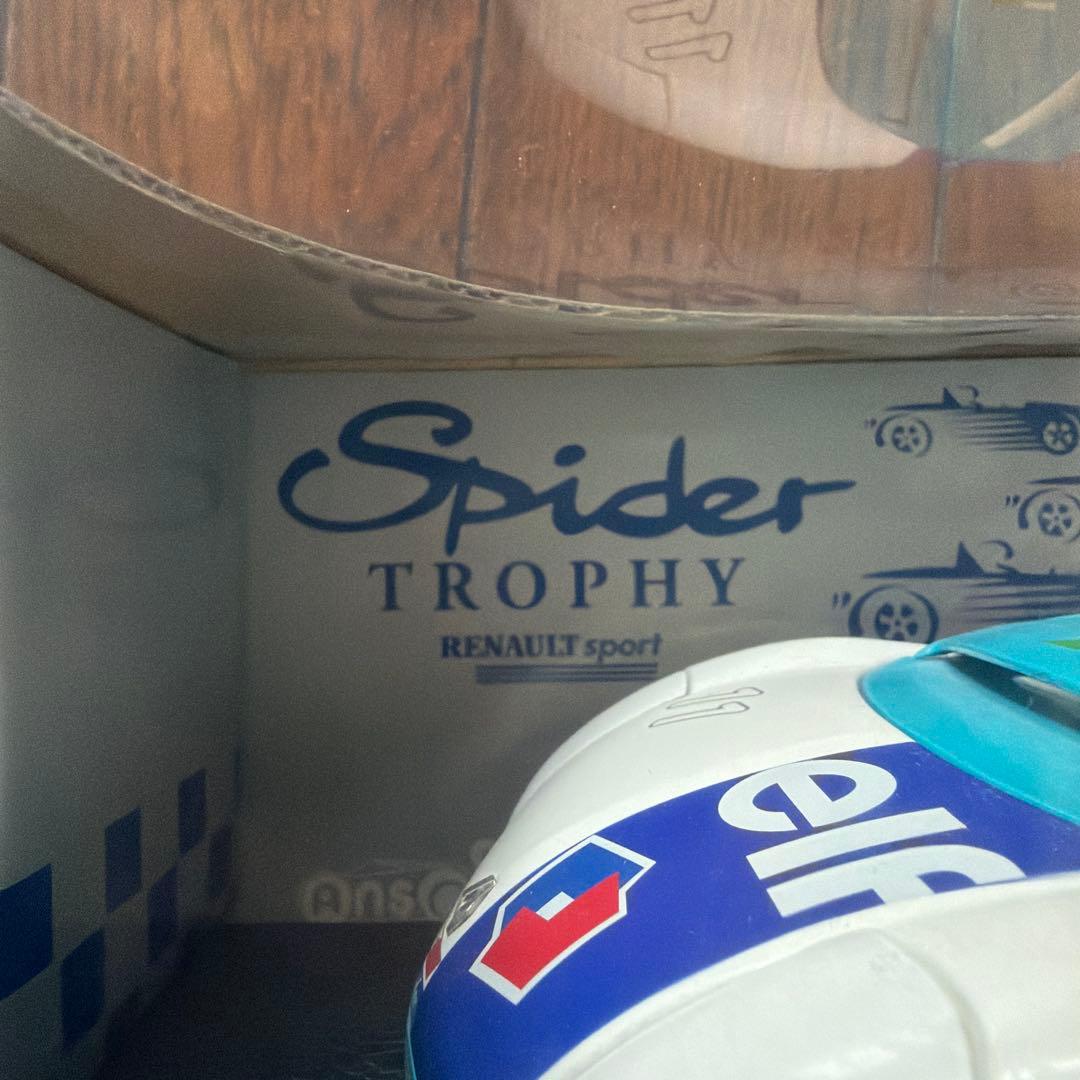 Spider
TROPHY
RENAULT sport
elf